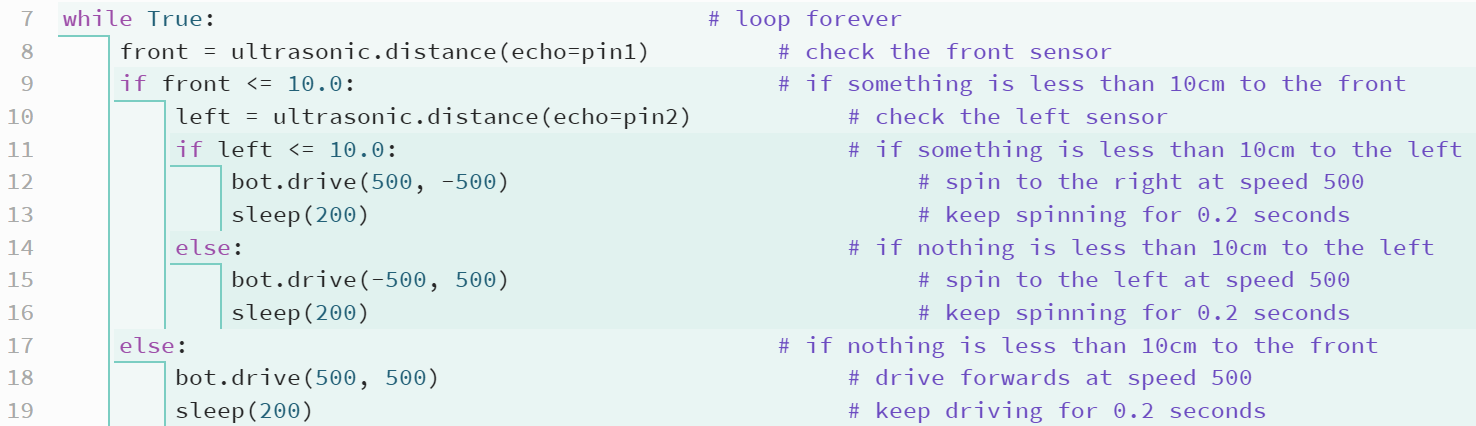 7 while True: # loop forever
8 front = ultrasonic.distance(echo=pin1) # check the front sensor
9 if front <= 10.0: # if something is less than 10cm to the front
10 left = ultrasonic.distance(echo=pin2) # check the left sensor
11 if left <= 10.0: # if something is less than 10cm to the left
12 bot.drive(500, -500) # spin to the right at speed 500
13 sleep(200) # keep spinning for 0.2 seconds
14 else: # if nothing is less than 10cm to the left
15 bot.drive(-500, 500) # spin to the left at speed 500
16 sleep(200) # keep spinning for 0.2 seconds
17 else: # if nothing is less than 10cm to the front
18 bot.drive(500, 500) # drive forwards at speed 500
19 sleep(200) # keep driving for 0.2 seconds